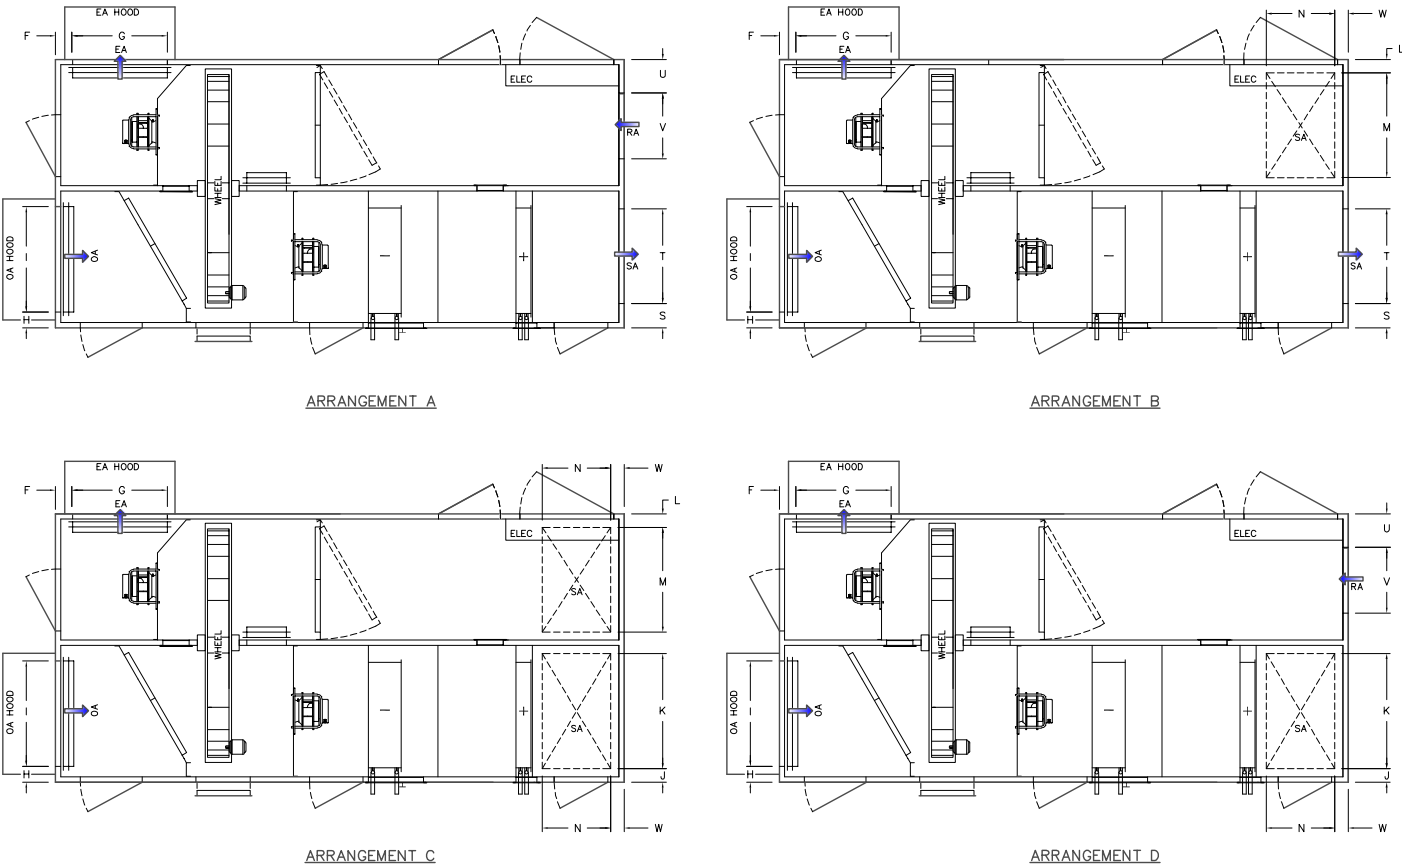 EA HOOD
F
G
EA
ELEC
U
V
RA
WHEEL
OA HOOD
I
OA
H
−
+
T
SA
S
ARRANGEMENT A
EA HOOD
N
W
F
G
EA
L
ELEC
M
SA
WHEEL
OA HOOD
I
OA
H
−
+
T
SA
S
ARRANGEMENT B
EA HOOD
N
W
F
G
EA
L
ELEC
M
SA
WHEEL
OA HOOD
I
OA
H
−
+
K
SA
J
N
W
ARRANGEMENT C
EA HOOD
F
G
EA
ELEC
U
V
RA
WHEEL
OA HOOD
I
OA
H
−
+
K
SA
J
N
W
ARRANGEMENT D